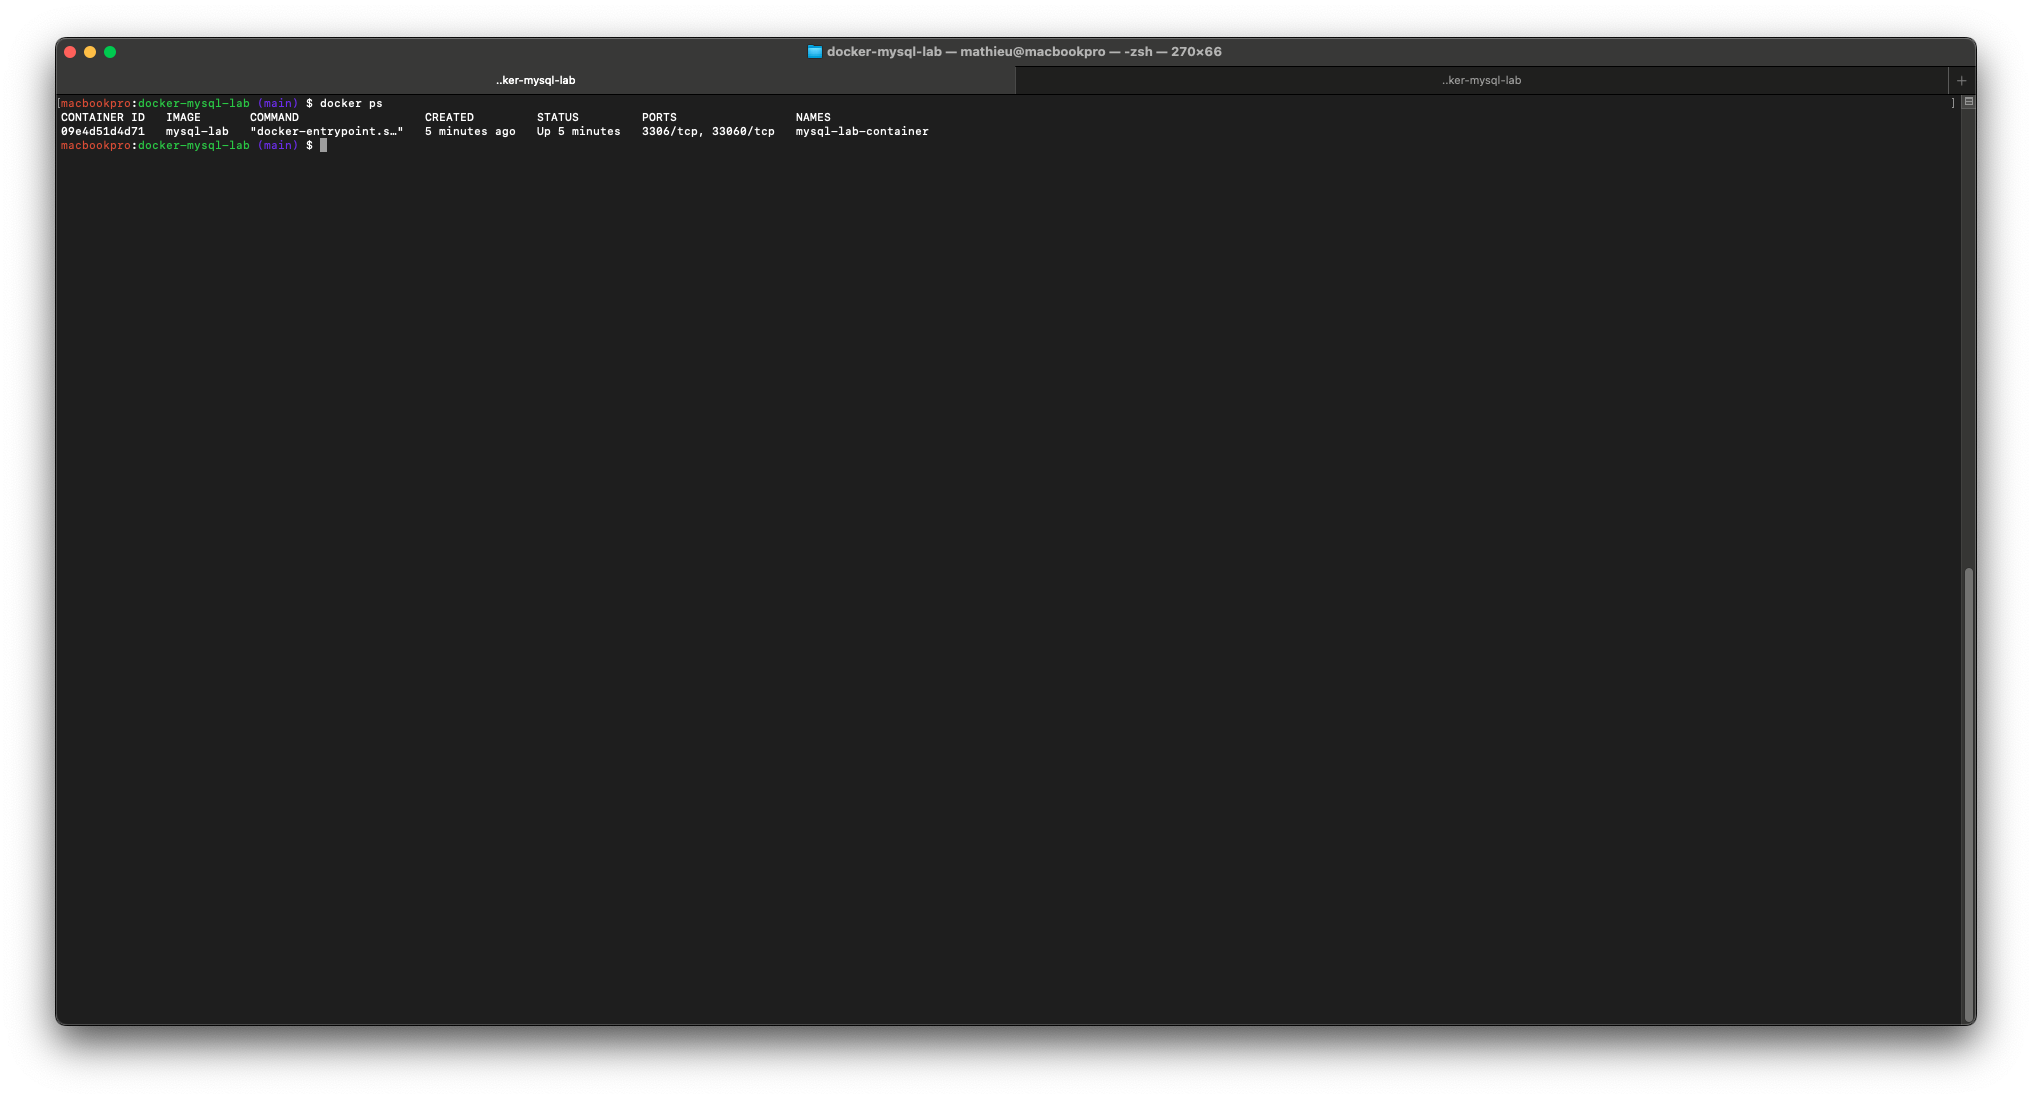 docker-mysql-lab — mathieu@macbookpro — -zsh — 270×66
..ker-mysql-lab ..ker-mysql-lab +
[macbookpro:docker-mysql-lab (main) $ docker ps ]
CONTAINER ID   IMAGE       COMMAND                  CREATED         STATUS         PORTS                 NAMES
09e4d51d4d71   mysql-lab   "docker-entrypoint.s…"   5 minutes ago   Up 5 minutes   3306/tcp, 33060/tcp   mysql-lab-container
macbookpro:docker-mysql-lab (main) $